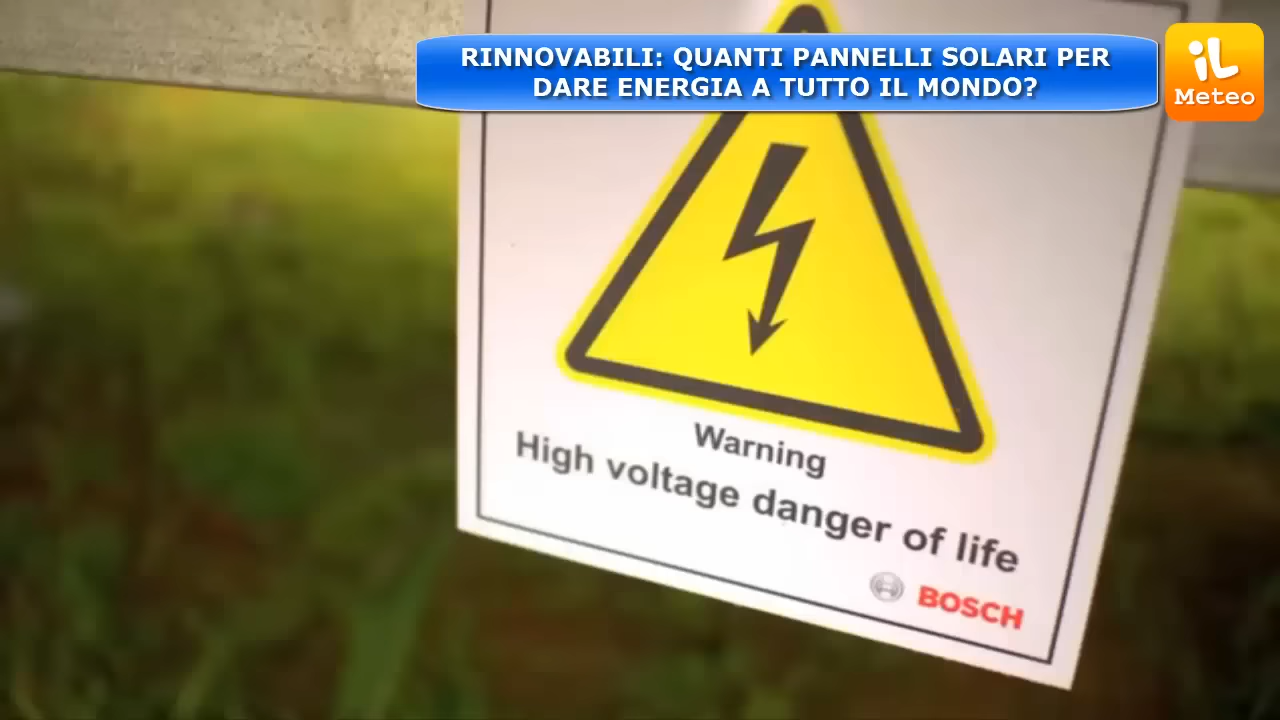 RINNOVABILI: QUANTI PANNELLI SOLARI PER
DARE ENERGIA A TUTTO IL MONDO?
iL
Meteo
Warning
High voltage danger of life
BOSCH